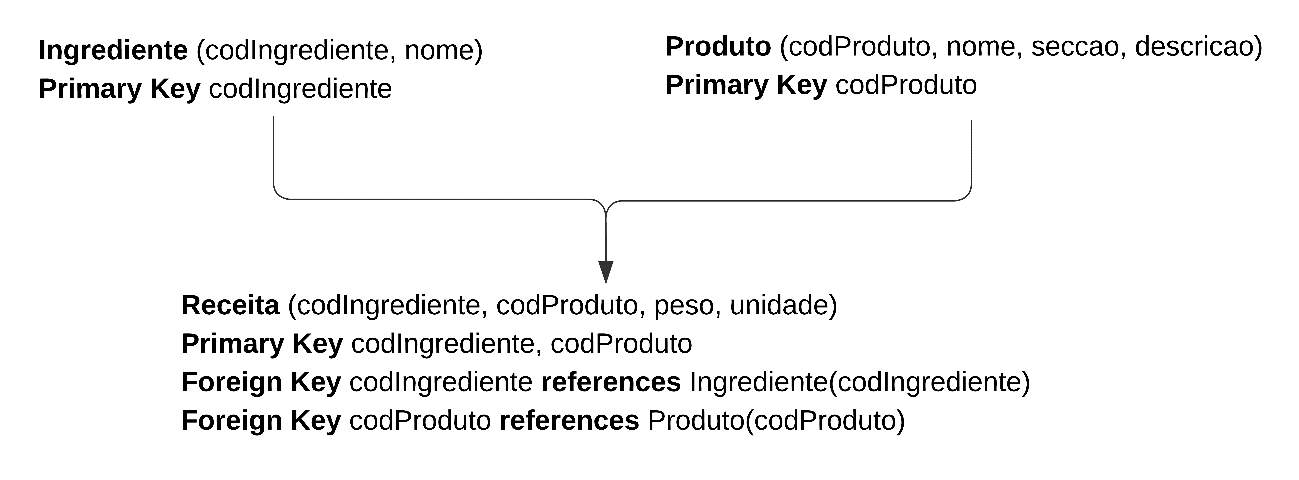 Ingrediente (codIngrediente, nome)
Primary Key codIngrediente
Produto (codProduto, nome, seccao, descricao)
Primary Key codProduto
Receita (codIngrediente, codProduto, peso, unidade)
Primary Key codIngrediente, codProduto
Foreign Key codIngrediente references Ingrediente(codIngrediente)
Foreign Key codProduto references Produto(codProduto)